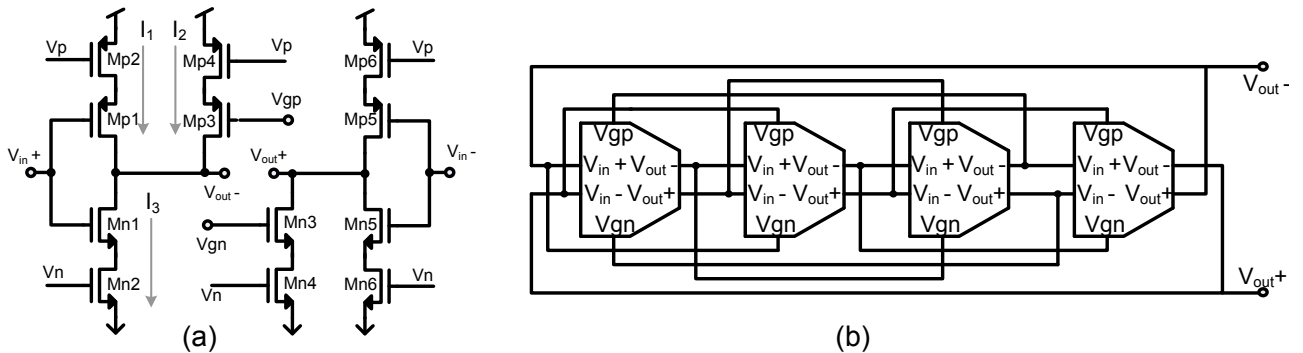 I1 I2
Vp Mp2 Mp4 Vp Mp6
Mp1 Mp3 Vgp Mp5
Vin+ Vout- Vout+ Vin-
Mn1 I3 Vgn Mn3 Mn5
Vn Mn2 Vn Mn4 Mn6 Vn
(a)
Vout-
Vgp Vgp Vgp Vgp
Vin+ Vout- Vin+ Vout- Vin+ Vout- Vin+ Vout-
Vin- Vout+ Vin- Vout+ Vin- Vout+ Vin- Vout+
Vgn Vgn Vgn Vgn
Vout+
(b)